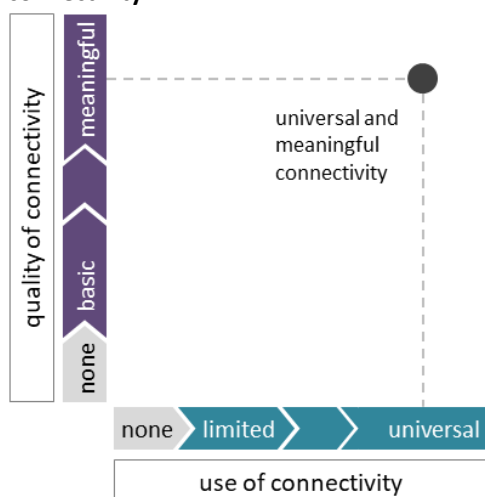 quality of connectivity
meaningful
basic
none
universal and
meaningful
connectivity
none
limited
universal
use of connectivity